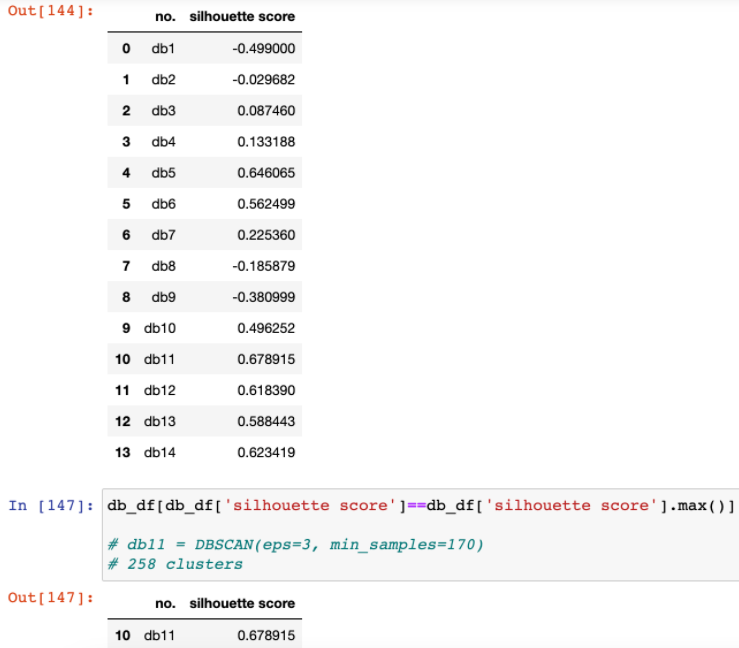 Out[144]:
no. silhouette score
0 db1 -0.499000
1 db2 -0.029682
2 db3 0.087460
3 db4 0.133188
4 db5 0.646065
5 db6 0.562499
6 db7 0.225360
7 db8 -0.185879
8 db9 -0.380999
9 db10 0.496252
10 db11 0.678915
11 db12 0.618390
12 db13 0.588443
13 db14 0.623419
In [147]: db_df[db_df['silhouette score']==db_df['silhouette score'].max()]
# db11 = DBSCAN(eps=3, min_samples=170)
# 258 clusters
Out[147]:
no. silhouette score
10 db11 0.678915